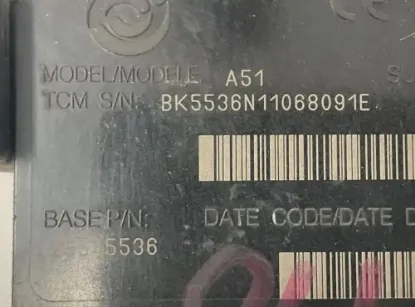 MODEL/MODELE A51 S.
TCM S/N: BK5536N11068091E
BASE P/N: DATE CODE/DATE D
5536